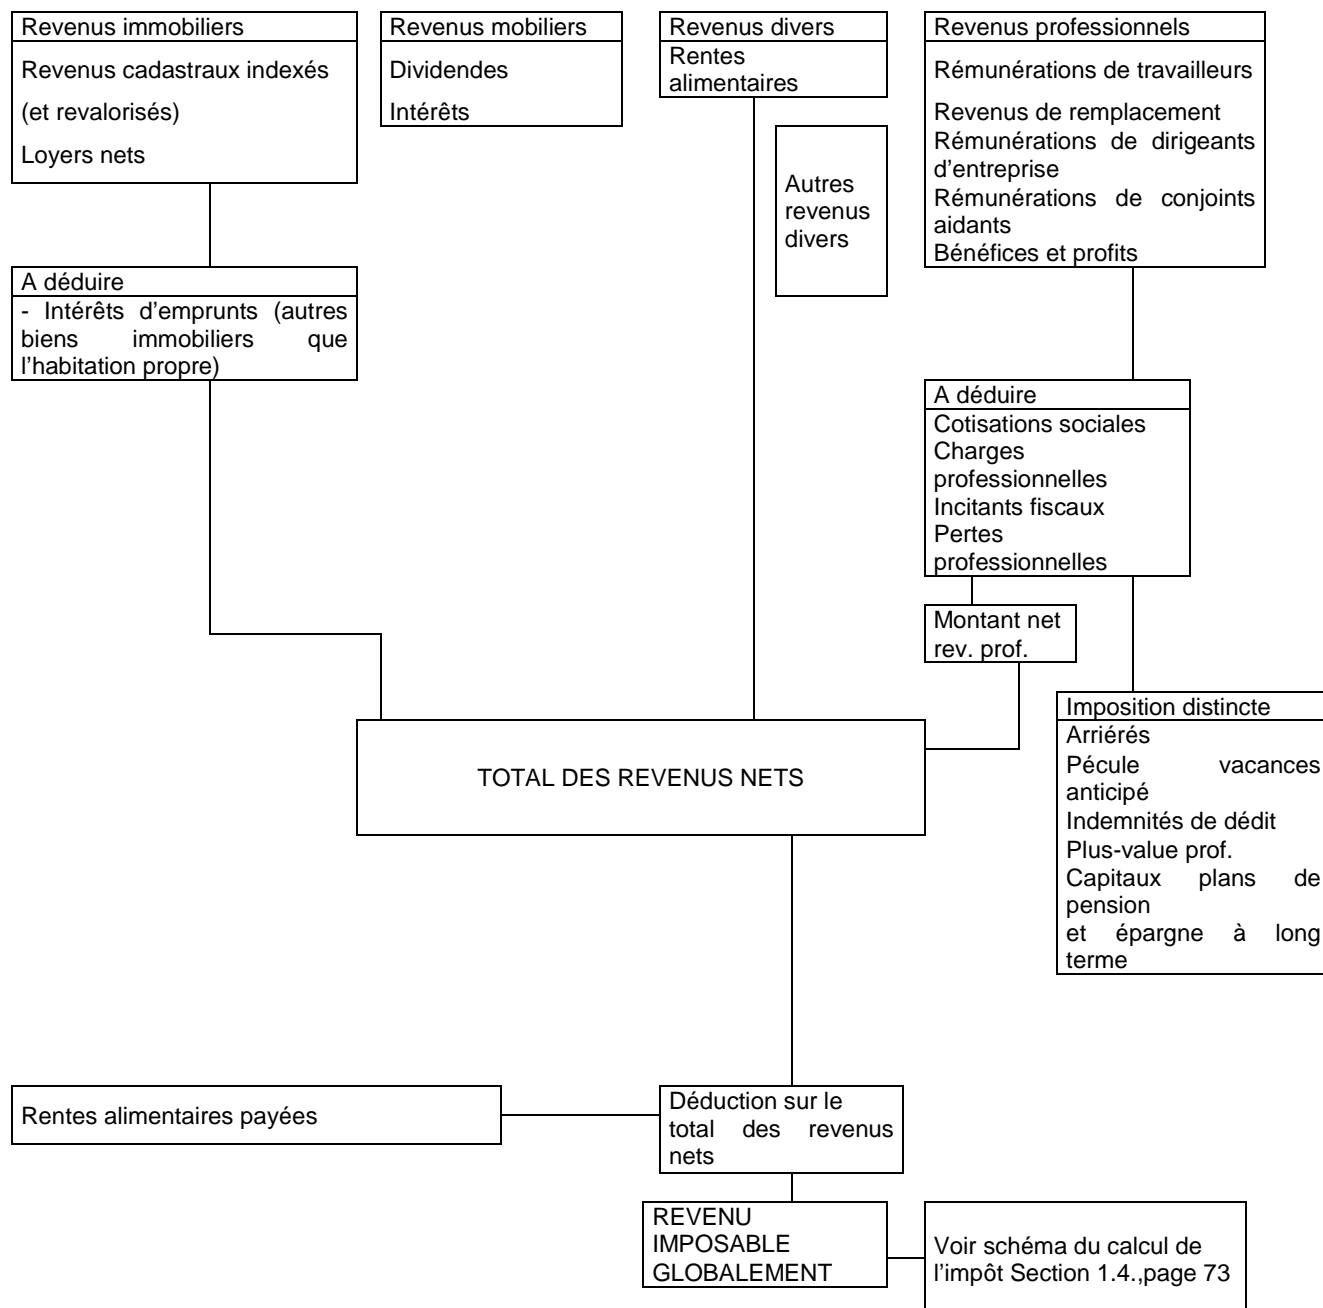 Revenus immobiliers
Revenus cadastraux indexés
(et revalorisés)
Loyers nets
Revenus mobiliers
Dividendes
Intérêts
Revenus divers
Rentes
alimentaires
Autres
revenus
divers
Revenus professionnels
Rémunérations de travailleurs
Revenus de remplacement
Rémunérations de dirigeants
d’entreprise
Rémunérations de conjoints
aidants
Bénéfices et profits
A déduire
- Intérêts d’emprunts (autres
biens immobiliers que
l’habitation propre)
A déduire
Cotisations sociales
Charges
professionnelles
Incitants fiscaux
Pertes
professionnelles
Montant net
rev. prof.
Imposition distincte
Arriérés
Pécule vacances
anticipé
Indemnités de dédit
Plus-value prof.
Capitaux plans de
pension
et épargne à long
terme
TOTAL DES REVENUS NETS
Rentes alimentaires payées
Déduction sur le
total des revenus
nets
REVENU
IMPOSABLE
GLOBALEMENT
Voir schéma du calcul de
l’impôt Section 1.4.,page 73